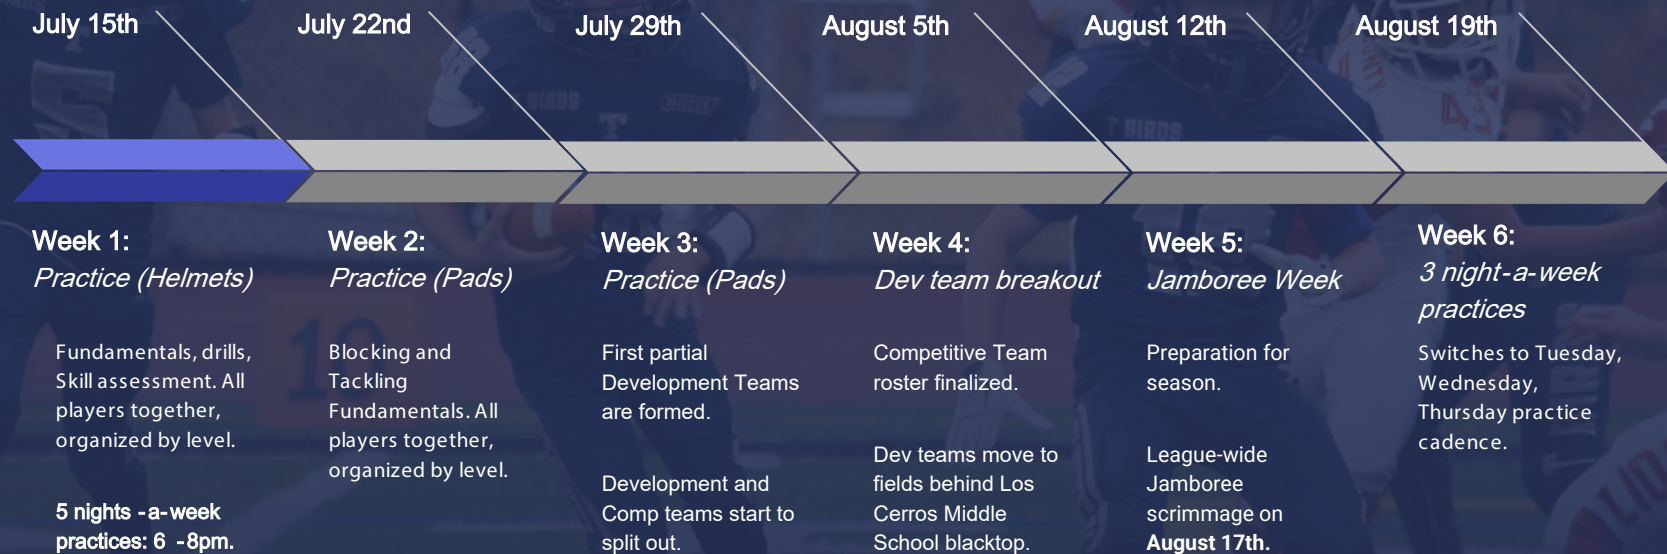 July 15th
July 22nd
July 29th
August 5th
August 12th
August 19th
T BIRDS
BATTLE
T
T BIRDS
Week 1:
Practice (Helmets)
Fundamentals, drills,
Skill assessment. All
players together,
organized by level.
5 nights -a-week
practices: 6 -8pm.
Week 2:
Practice (Pads)
Blocking and
Tackling
Fundamentals. All
players together,
organized by level.
Week 3:
Practice (Pads)
First partial
Development Teams
are formed.
Development and
Comp teams start to
split out.
Week 4:
Dev team breakout
Competitive Team
roster finalized.
Dev teams move to
fields behind Los
Cerros Middle
School blacktop.
Week 5:
Jamboree Week
Preparation for
season.
League-wide
Jamboree
scrimmage on
August 17th.
Week 6:
3 night-a-week
practices
Switches to Tuesday,
Wednesday,
Thursday practice
cadence.
10